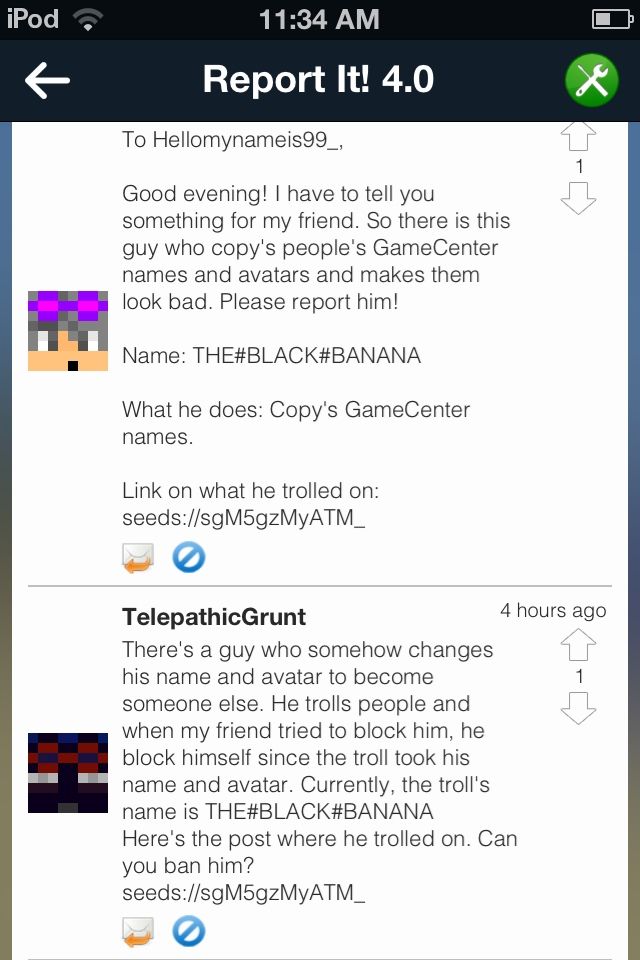 iPod 11:34 AM
Report It! 4.0
To Hellomynameis99_,
1
Good evening! I have to tell you
something for my friend. So there is this
guy who copy's people's GameCenter
names and avatars and makes them
look bad. Please report him!
Name: THE#BLACK#BANANA
What he does: Copy's GameCenter
names.
Link on what he trolled on:
seeds://sgM5gzMyATM_
TelepathicGrunt 4 hours ago
There's a guy who somehow changes
his name and avatar to become
someone else. He trolls people and
1
when my friend tried to block him, he
block himself since the troll took his
name and avatar. Currently, the troll's
name is THE#BLACK#BANANA
Here's the post where he trolled on. Can
you ban him?
seeds://sgM5gzMyATM_